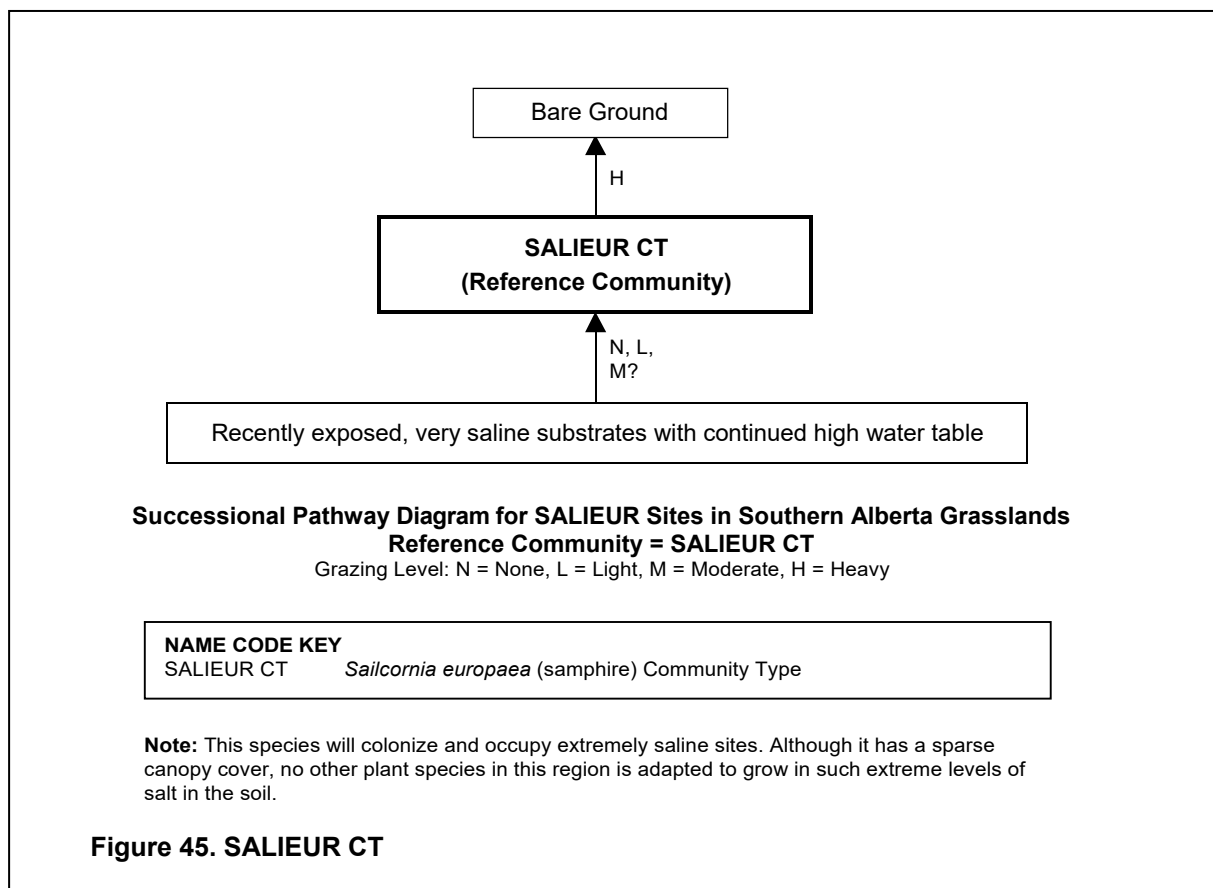 Bare Ground
H
SALIEUR CT
(Reference Community)
N, L,
M?
Recently exposed, very saline substrates with continued high water table
Successional Pathway Diagram for SALIEUR Sites in Southern Alberta Grasslands
Reference Community = SALIEUR CT
Grazing Level: N = None, L = Light, M = Moderate, H = Heavy
NAME CODE KEY
SALIEUR CT Sailcornia europaea (samphire) Community Type
Note: This species will colonize and occupy extremely saline sites. Although it has a sparse
canopy cover, no other plant species in this region is adapted to grow in such extreme levels of
salt in the soil.
Figure 45. SALIEUR CT